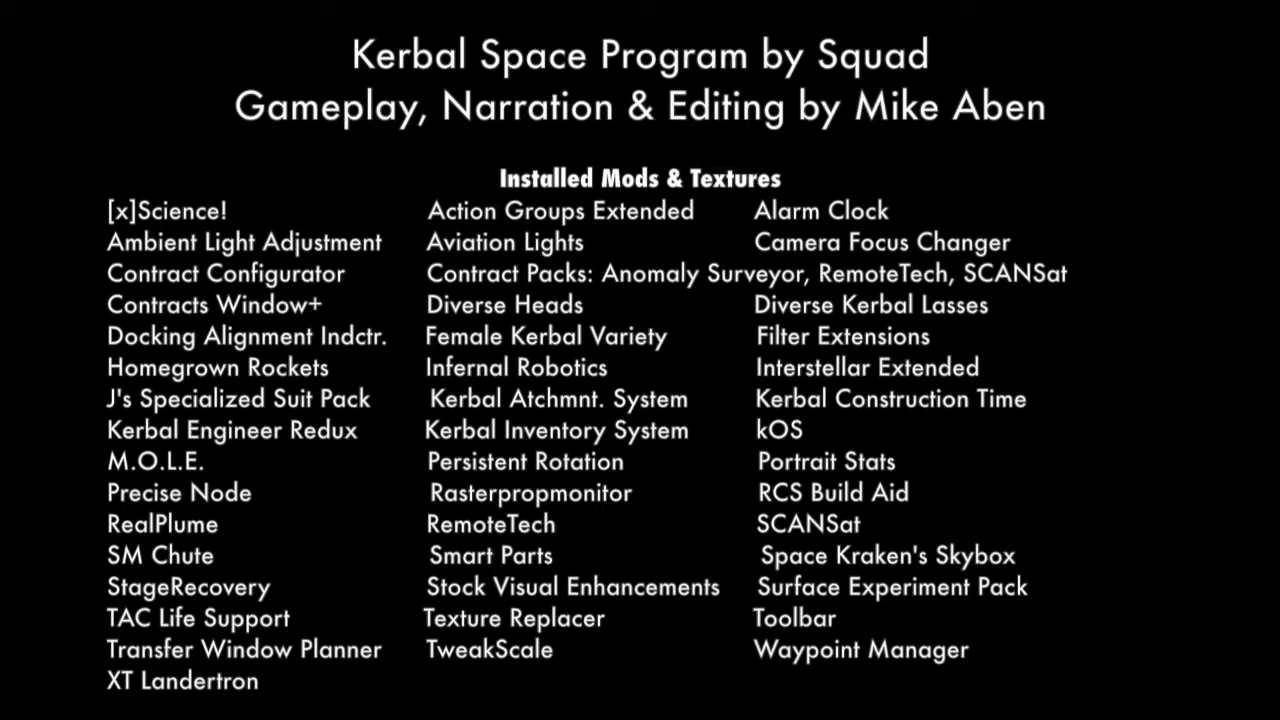 Kerbal Space Program by Squad
Gameplay, Narration & Editing by Mike Aben
Installed Mods & Textures
[x]Science! Action Groups Extended Alarm Clock
Ambient Light Adjustment Aviation Lights Camera Focus Changer
Contract Configurator Contract Packs: Anomaly Surveyor, RemoteTech, SCANSat
Contracts Window+ Diverse Heads Diverse Kerbal Lasses
Docking Alignment Indctr. Female Kerbal Variety Filter Extensions
Homegrown Rockets Infernal Robotics Interstellar Extended
J's Specialized Suit Pack Kerbal Atchmnt. System Kerbal Construction Time
Kerbal Engineer Redux Kerbal Inventory System kOS
M.O.L.E. Persistent Rotation Portrait Stats
Precise Node Rasterpropmonitor RCS Build Aid
RealPlume RemoteTech SCANSat
SM Chute Smart Parts Space Kraken's Skybox
StageRecovery Stock Visual Enhancements Surface Experiment Pack
TAC Life Support Texture Replacer Toolbar
Transfer Window Planner TweakScale Waypoint Manager
XT Landertron